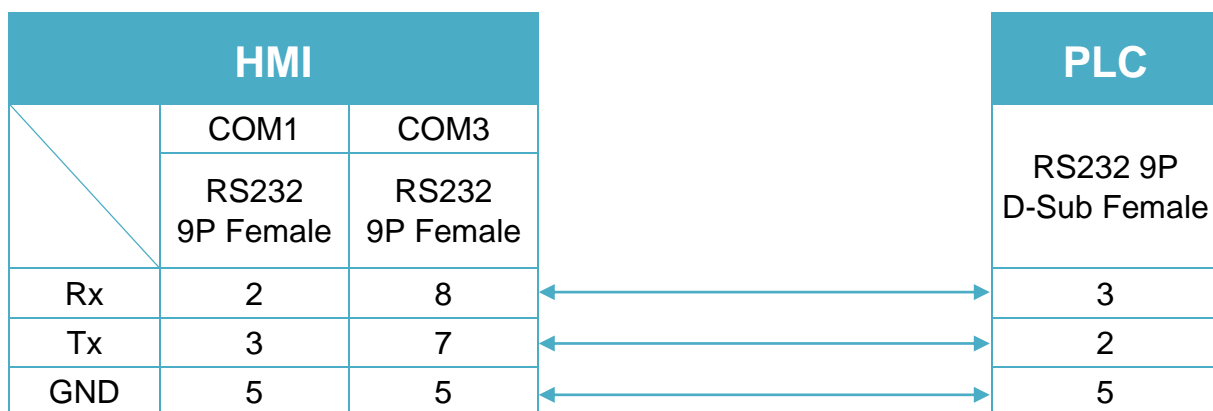 HMI PLC
COM1 COM3
RS232 9P Female RS232 9P Female RS232 9P D-Sub Female
Rx 2 8 3
Tx 3 7 2
GND 5 5 5